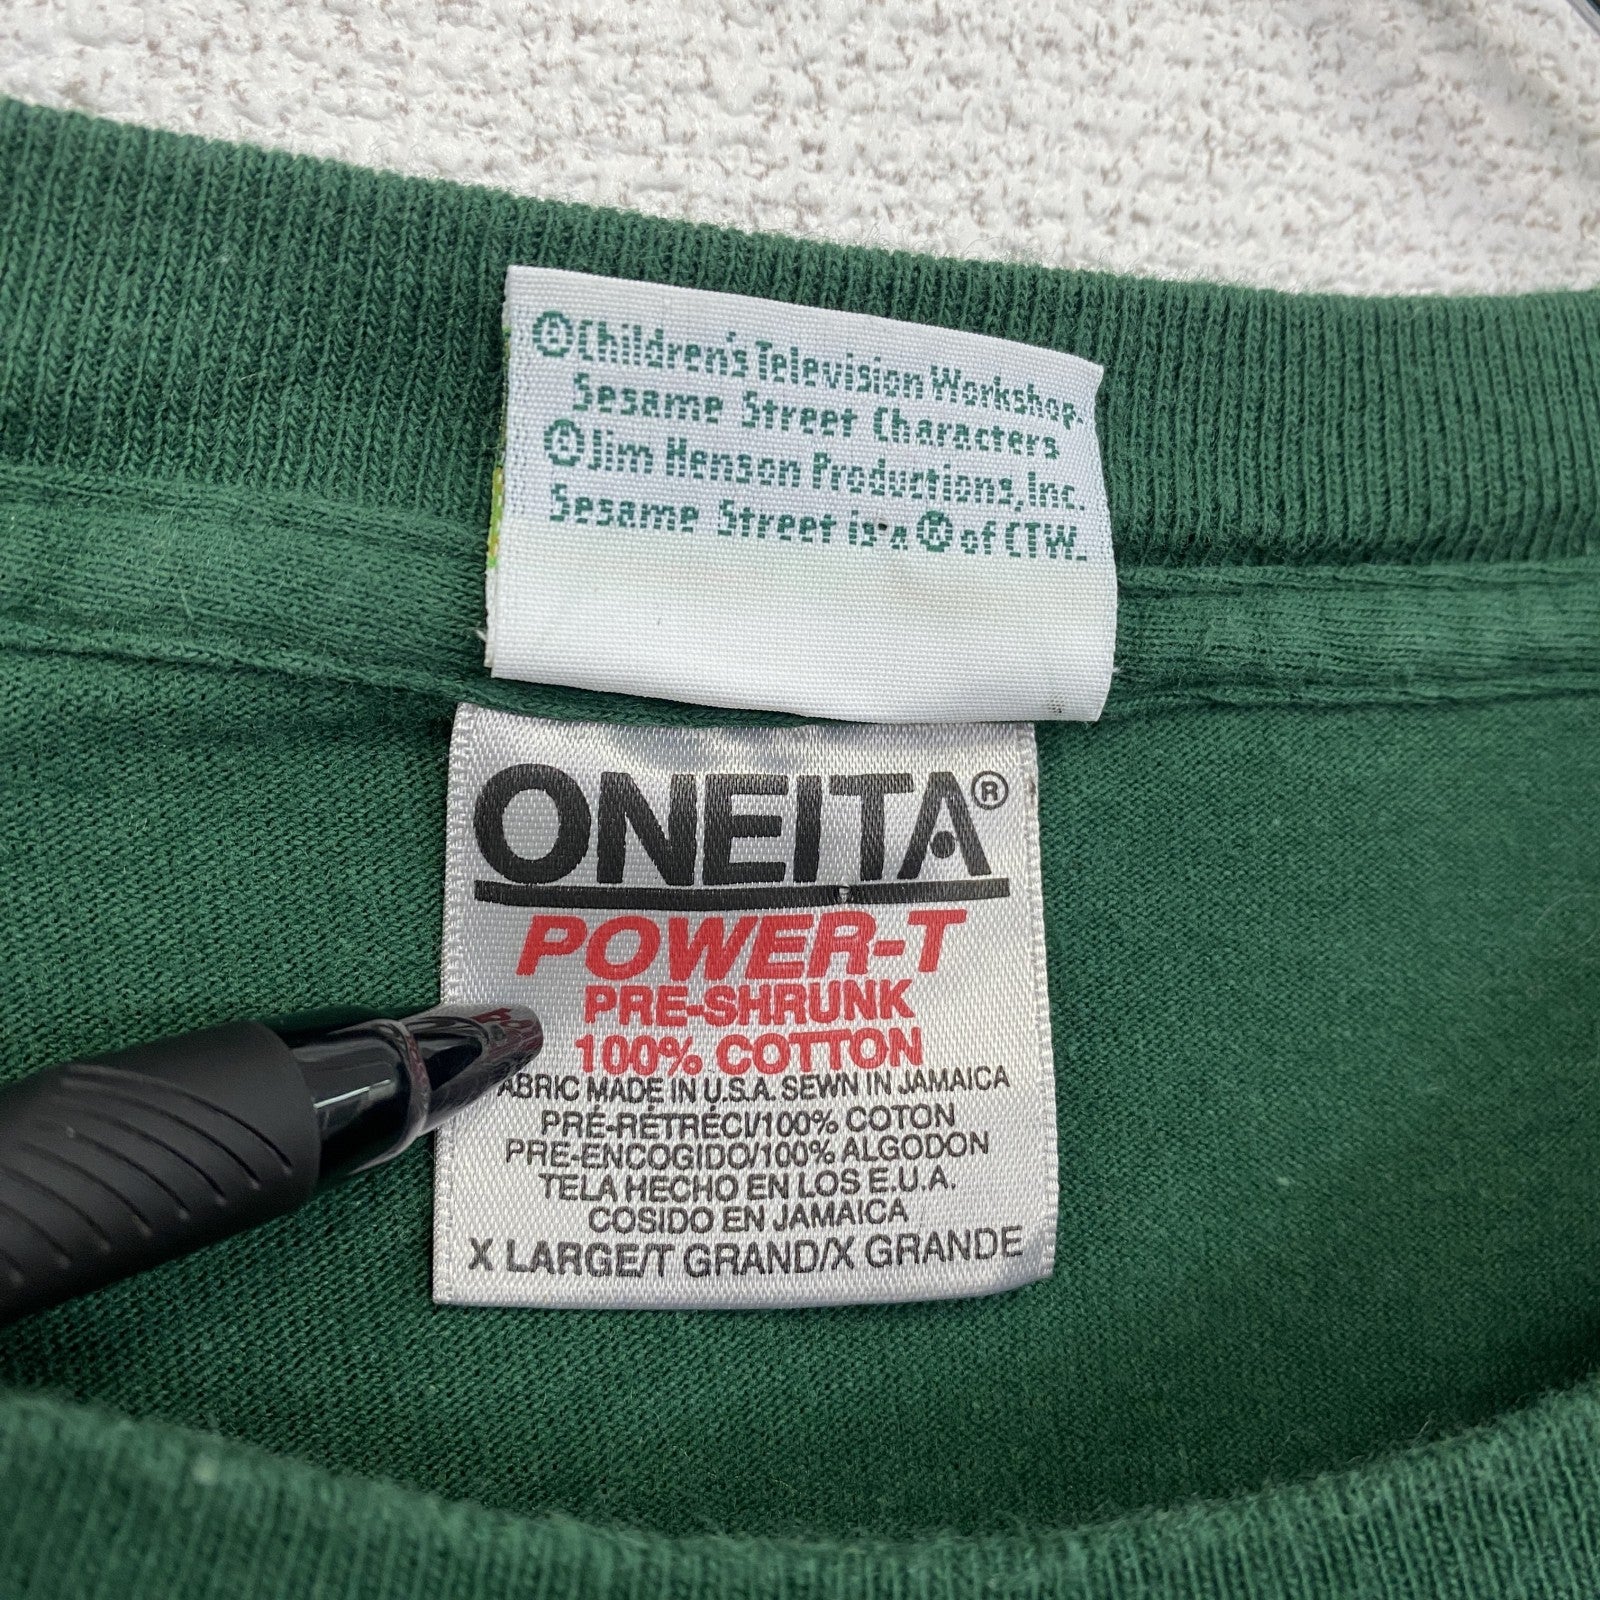 ©Children's Television Workshop.
Sesame Street Characters
©Jim Henson Productions, Inc.
Sesame Street is a ® of CTW.
ONEITA®
POWER-T
PRE-SHRUNK
100% COTTON
ABRIC MADE IN U.S.A. SEWN IN JAMAICA
PRÉ-RÉTRÉCI/100% COTON
PRE-ENCOGIDO/100% ALGODON
TELA HECHO EN LOS E.U.A.
COSIDO EN JAMAICA
X LARGE/T GRAND/X GRANDE